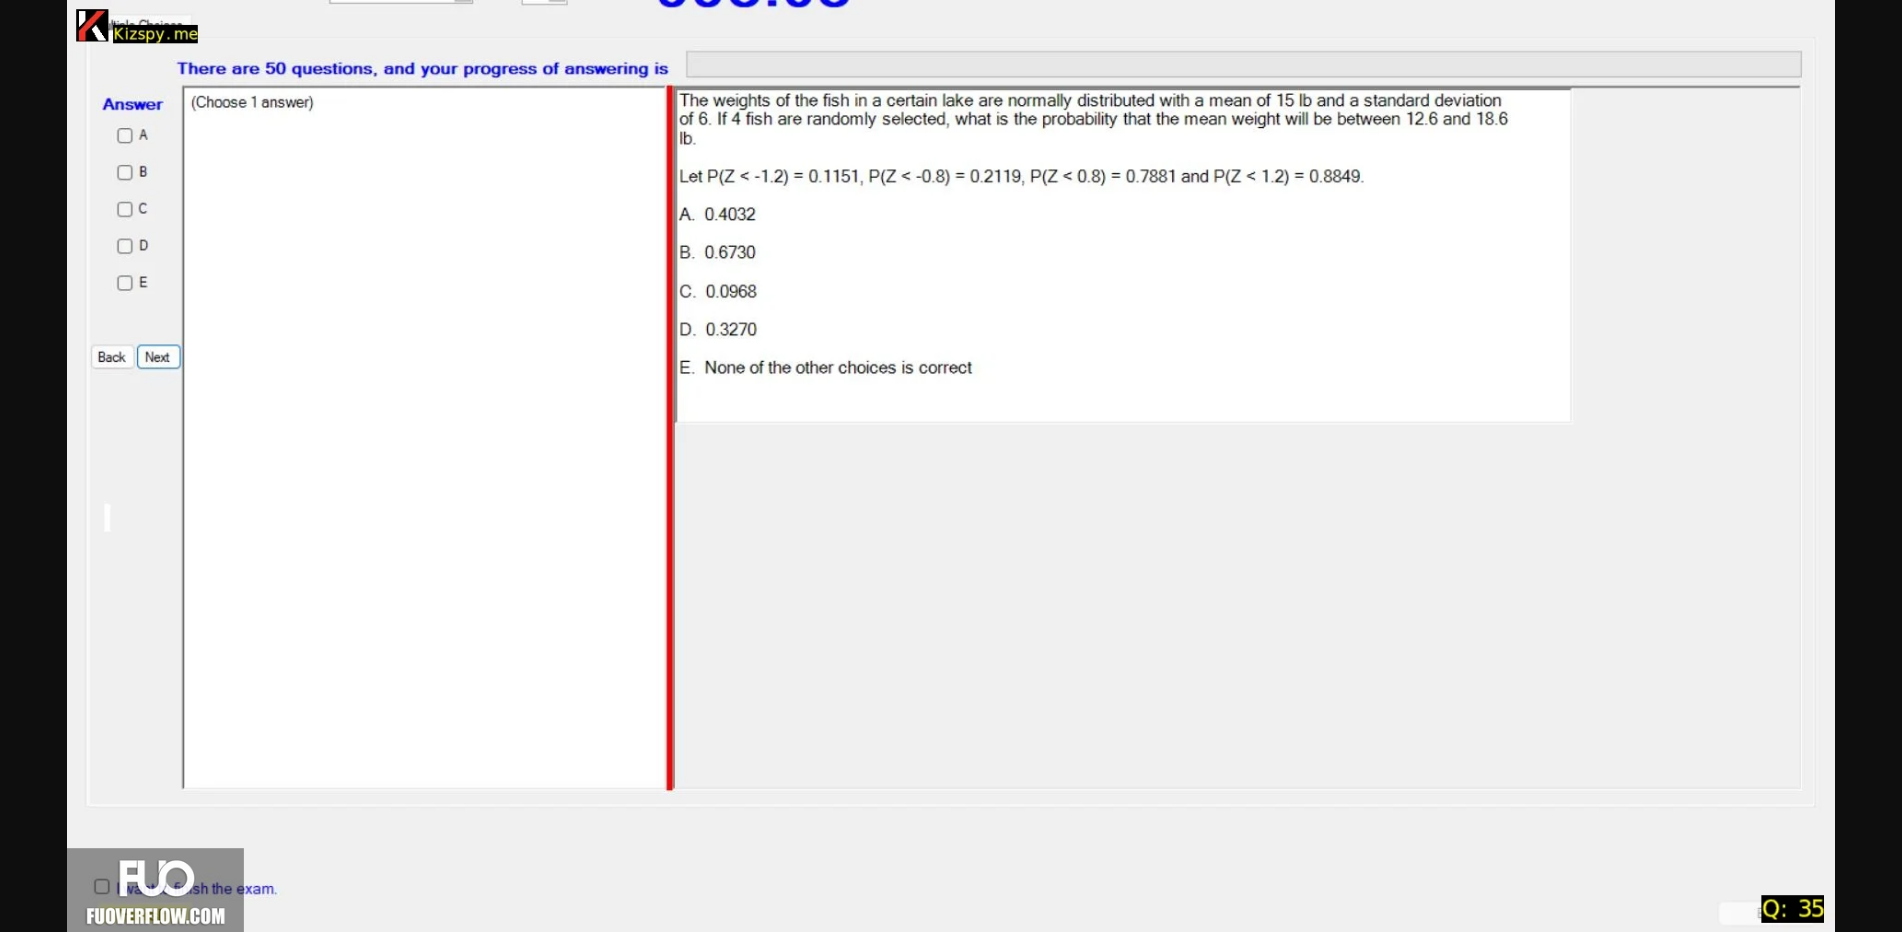 Kizspy.me
There are 50 questions, and your progress of answering is
Answer
(Choose 1 answer)
A
B
C
D
E
Back Next
The weights of the fish in a certain lake are normally distributed with a mean of 15 lb and a standard deviation
of 6. If 4 fish are randomly selected, what is the probability that the mean weight will be between 12.6 and 18.6
lb.
Let P(Z < -1.2) = 0.1151, P(Z < -0.8) = 0.2119, P(Z < 0.8) = 0.7881 and P(Z < 1.2) = 0.8849.
A. 0.4032
B. 0.6730
C. 0.0968
D. 0.3270
E. None of the other choices is correct
FUO
the exam.
FUOVERFLOW.COM
Q: 35